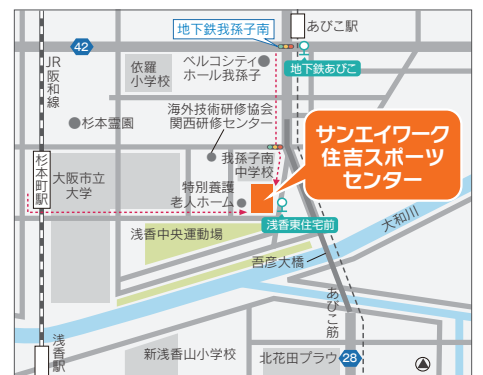 地下鉄我孫子南
あびこ駅
42
地下鉄あびこ
JR
阪和線
依羅
小学校
ベルコシティ
ホール我孫子
海外技術研修協会
関西研修センター
杉本霊園
我孫子南
中学校
サンエイワーク
住吉スポーツ
センター
杉本町駅
大阪市立
大学
特別養護
老人ホーム
浅香東住宅前
浅香中央運動場
大和川
吾彦大橋
あびこ筋
浅香駅
新浅香山小学校
北花田プラウ
28